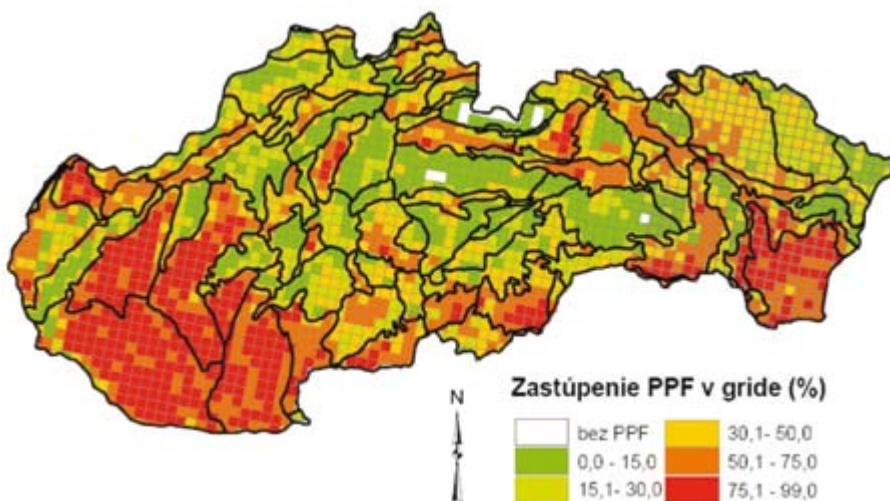 N
Zastúpenie PPF v gride (%)
bez PPF
0,0 - 15,0
15,1- 30,0
30,1- 50,0
50,1- 75,0
75,1- 99,0